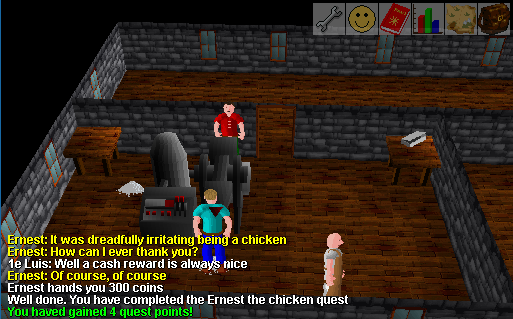 Ernest: It was dreadfully irritating being a chicken
Ernest: How can I ever thank you?
1e Luis: Well a cash reward is always nice
Ernest: Of course, of course
Ernest hands you 300 coins
Well done. You have completed the Ernest the chicken quest
You haved gained 4 quest points!